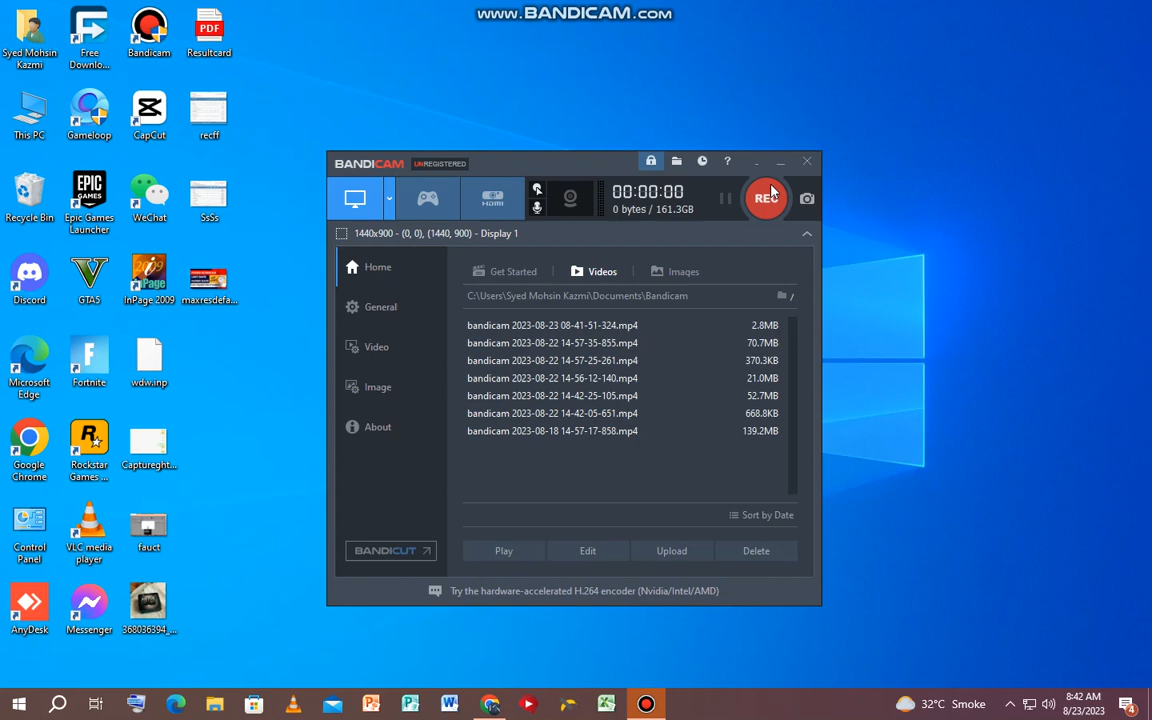 www.BANDICAM.com
Syed Mohsin
Kazmi
Free
Downlo...
Bandicam
PDF
Resultcard
This PC
Gameloop
CapCut
recff
Recycle Bin
EPIC
GAMES
Epic Games
Launcher
WeChat
SsSs
Discord
GTA5
2009
InPage
InPage 2009
maxresdefa...
Microsoft
Edge
Fortnite
wdw.inp
Google
Chrome
Rockstar
Games ...
Captureght...
Control
Panel
VLC media
player
fauct
AnyDesk
Messenger
368036394_...
BANDICAM UNREGISTERED
HDMI
00:00:00
0 bytes / 161.3GB
REC
1440x900 - (0, 0), (1440, 900) - Display 1
Home
General
Video
Image
About
BANDICUT
Get Started
Videos
Images
C:\Users\Syed Mohsin Kazmi\Documents\Bandicam
bandicam 2023-08-23 08-41-51-324.mp4 2.8MB
bandicam 2023-08-22 14-57-35-855.mp4 70.7MB
bandicam 2023-08-22 14-57-25-261.mp4 370.3KB
bandicam 2023-08-22 14-56-12-140.mp4 21.0MB
bandicam 2023-08-22 14-42-25-105.mp4 52.7MB
bandicam 2023-08-22 14-42-05-651.mp4 668.8KB
bandicam 2023-08-18 14-57-17-858.mp4 139.2MB
Sort by Date
Play
Edit
Upload
Delete
Try the hardware-accelerated H.264 encoder (Nvidia/Intel/AMD)
32°C Smoke
8:42 AM
8/23/2023
4